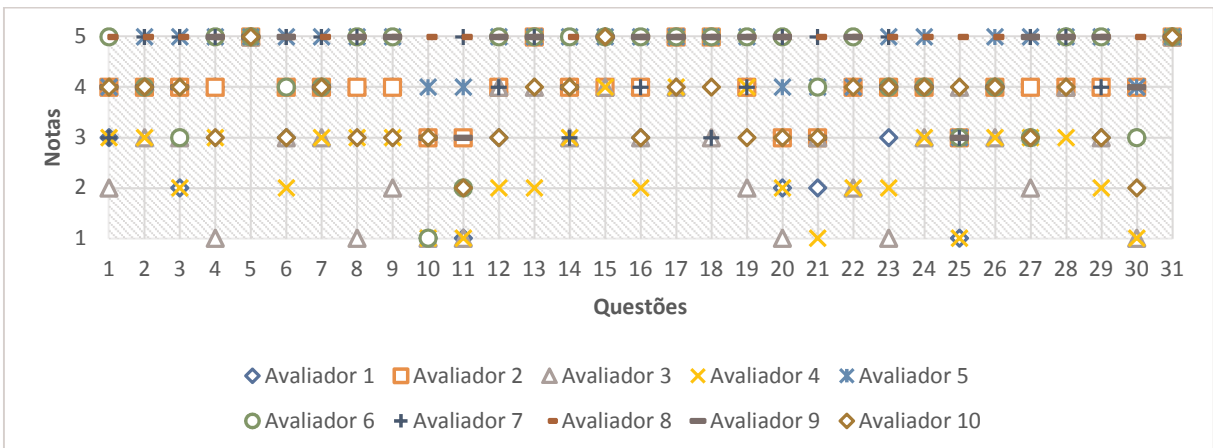 5
4
3
2
1
Notas
1 2 3 4 5 6 7 8 9 10 11 12 13 14 15 16 17 18 19 20 21 22 23 24 25 26 27 28 29 30 31
Questões
Avaliador 1 Avaliador 2 Avaliador 3 Avaliador 4 Avaliador 5
Avaliador 6 Avaliador 7 Avaliador 8 Avaliador 9 Avaliador 10